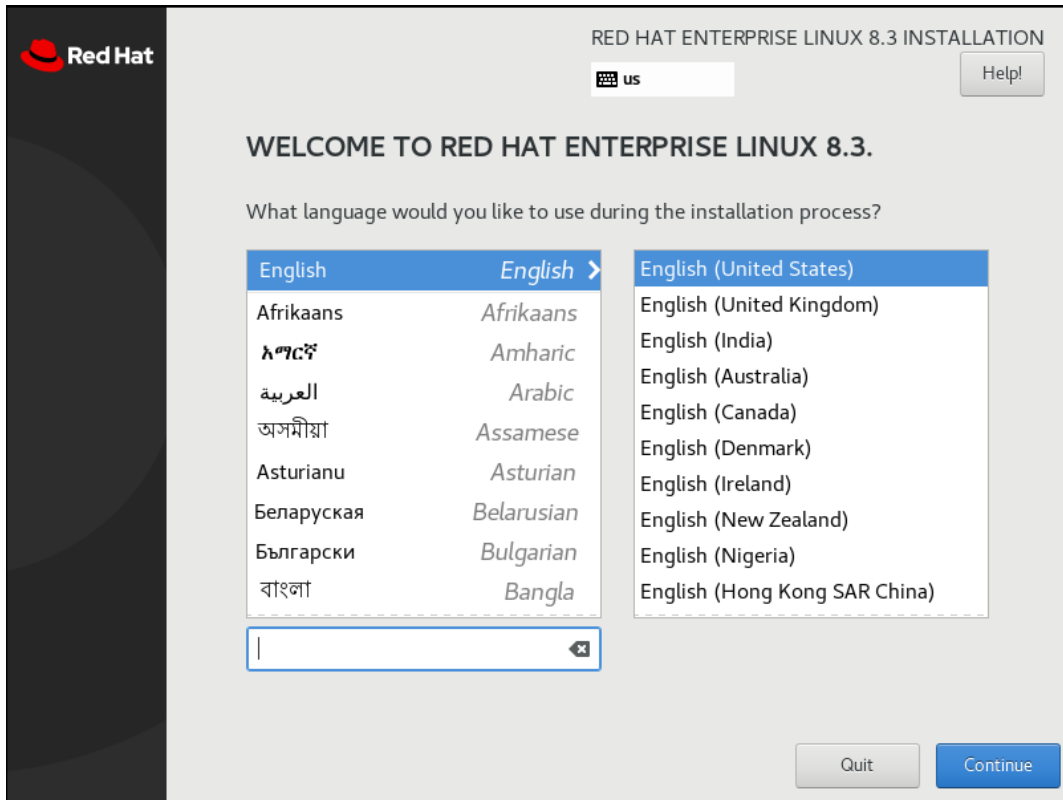 Red Hat
RED HAT ENTERPRISE LINUX 8.3 INSTALLATION
us
Help!
WELCOME TO RED HAT ENTERPRISE LINUX 8.3.
What language would you like to use during the installation process?
English English
Afrikaans Afrikaans
አማርኛ Amharic
العربية Arabic
অসমীয়া Assamese
Asturianu Asturian
Беларуская Belarusian
Български Bulgarian
বাংলা Bangla
English (United States)
English (United Kingdom)
English (India)
English (Australia)
English (Canada)
English (Denmark)
English (Ireland)
English (New Zealand)
English (Nigeria)
English (Hong Kong SAR China)
Quit
Continue